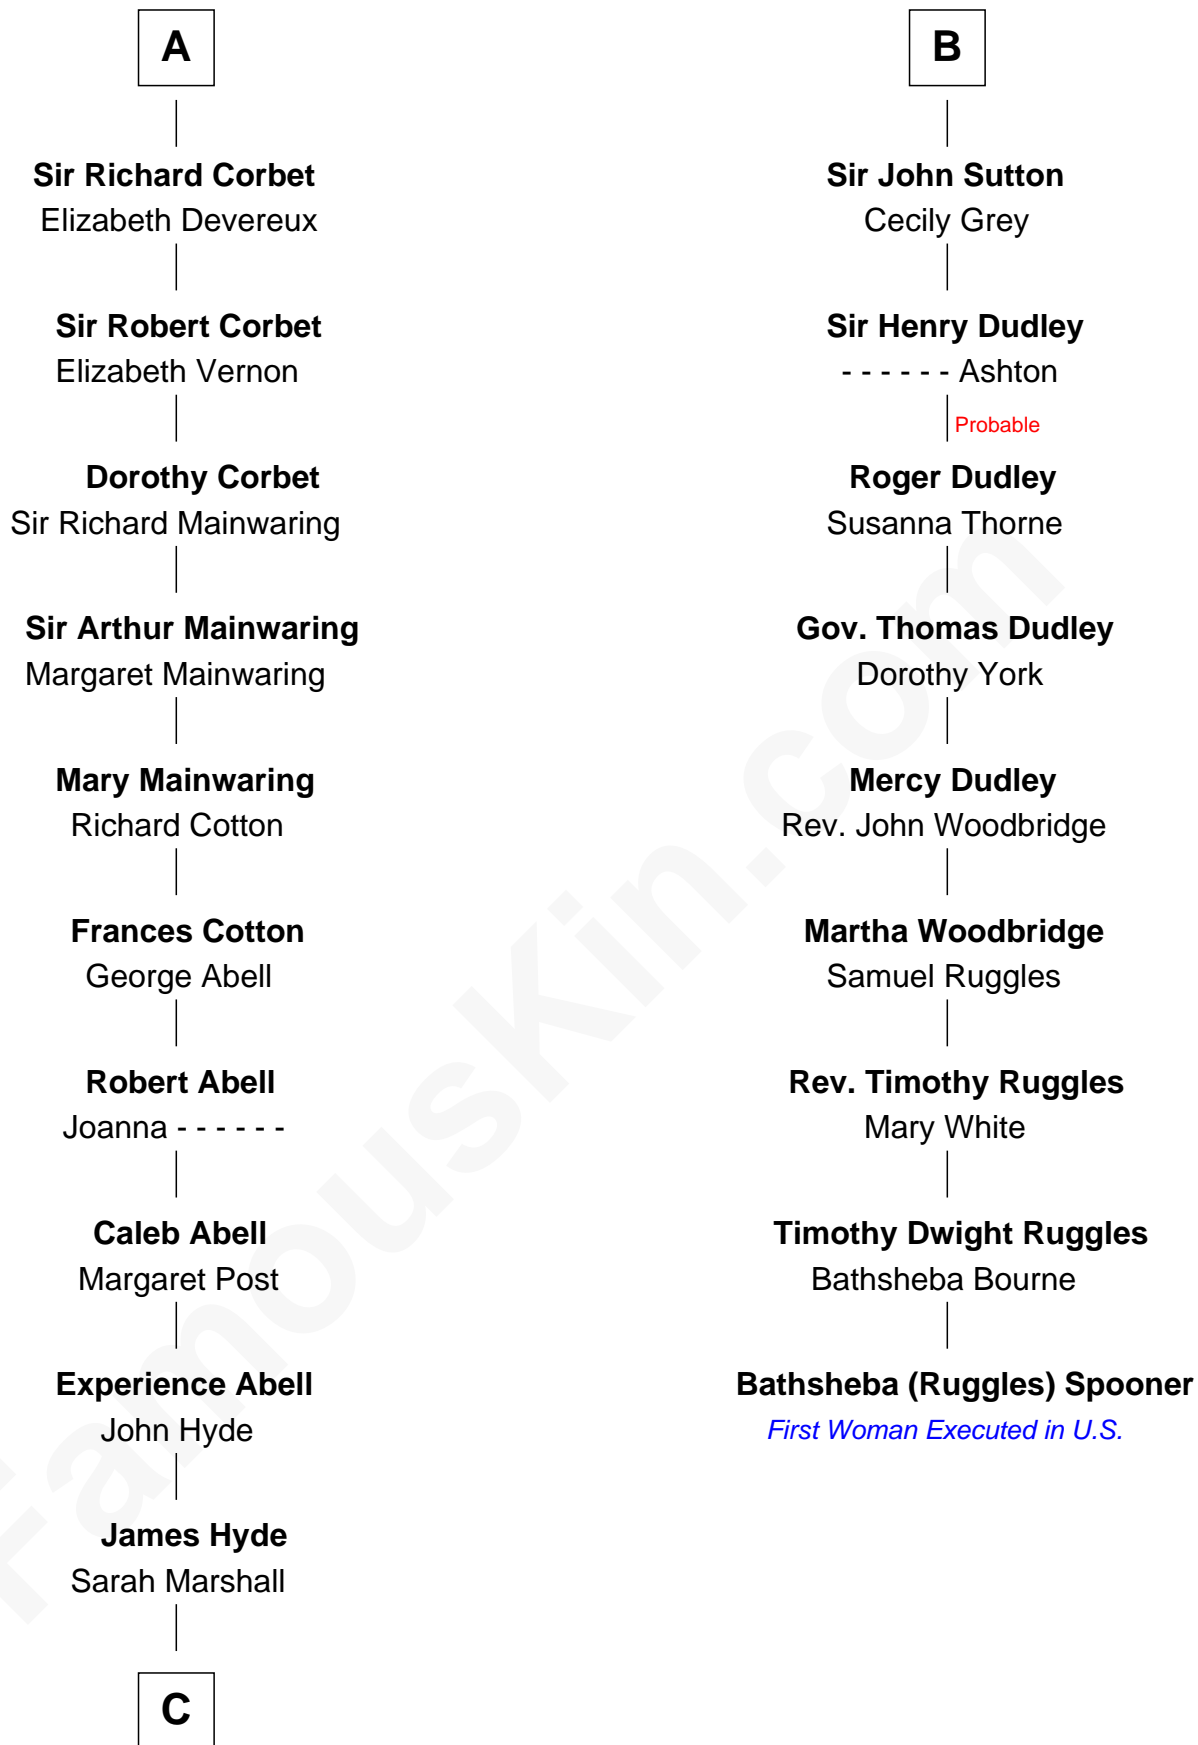 A
Sir Richard Corbet
Elizabeth Devereux
Sir Robert Corbet
Elizabeth Vernon
Dorothy Corbet
Sir Richard Mainwaring
Sir Arthur Mainwaring
Margaret Mainwaring
Mary Mainwaring
Richard Cotton
Frances Cotton
George Abell
Robert Abell
Joanna - - - - - -
Caleb Abell
Margaret Post
Experience Abell
John Hyde
James Hyde
Sarah Marshall
C
B
Sir John Sutton
Cecily Grey
Sir Henry Dudley
- - - - - - Ashton
Probable
Roger Dudley
Susanna Thorne
Gov. Thomas Dudley
Dorothy York
Mercy Dudley
Rev. John Woodbridge
Martha Woodbridge
Samuel Ruggles
Rev. Timothy Ruggles
Mary White
Timothy Dwight Ruggles
Bathsheba Bourne
Bathsheba (Ruggles) Spooner
First Woman Executed in U.S.
FamousKin.com